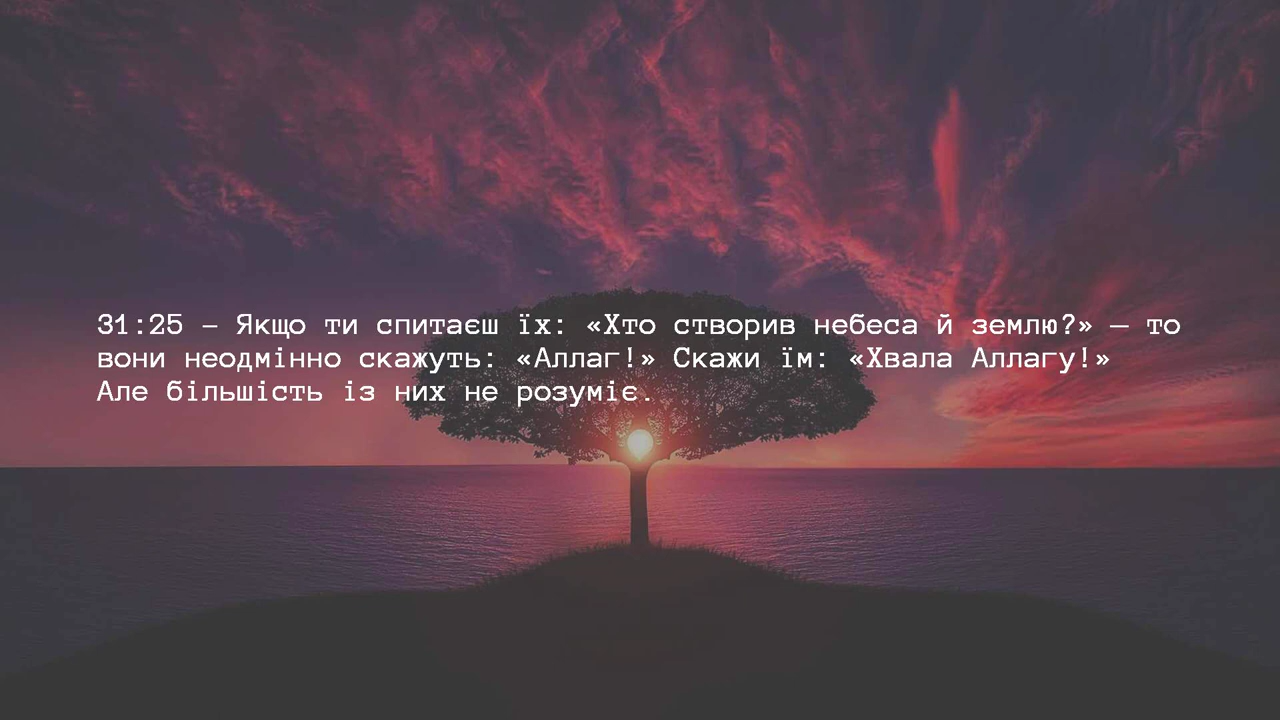 31:25 – Якщо ти спитаєш їх: «Хто створив небеса й землю?» — то
вони неодмінно скажуть: «Аллаг!» Скажи їм: «Хвала Аллагу!»
Але більшість із них не розуміє.